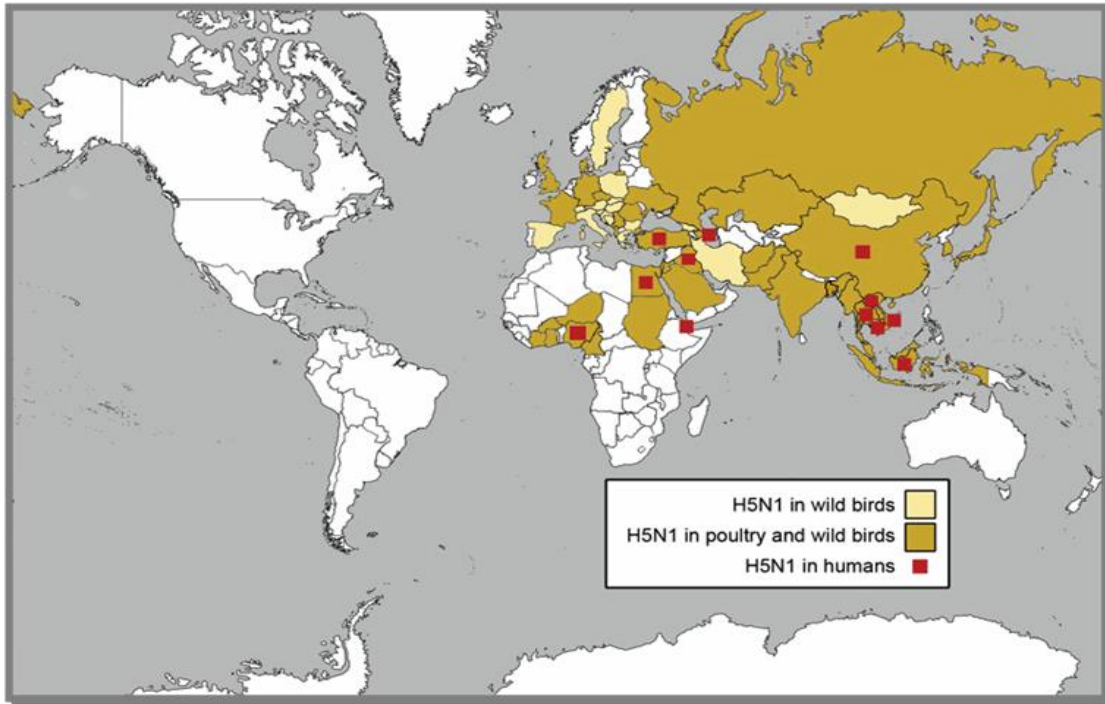 H5N1 in wild birds
H5N1 in poultry and wild birds
H5N1 in humans